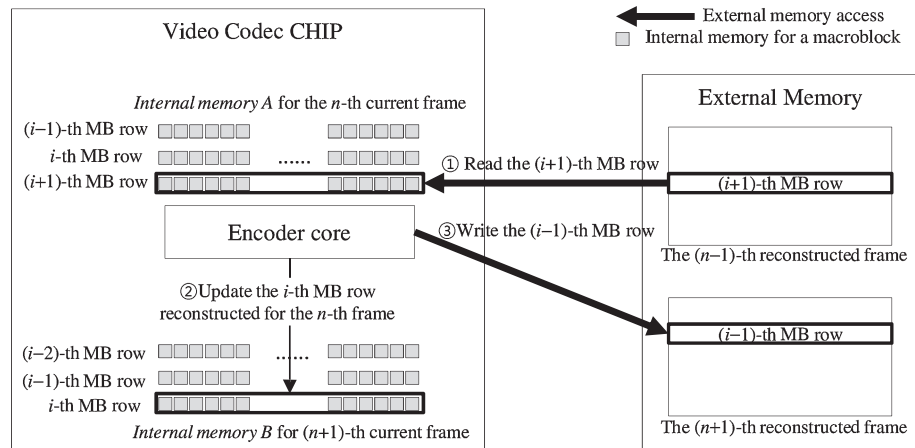 Video Codec CHIP
External memory access
Internal memory for a macroblock
Internal memory A for the n-th current frame
(i−1)-th MB row
i-th MB row
......
(i+1)-th MB row
① Read the (i+1)-th MB row
External Memory
(i+1)-th MB row
The (n−1)-th reconstructed frame
Encoder core
③Write the (i−1)-th MB row
②Update the i-th MB row
reconstructed for the n-th frame
(i−1)-th MB row
The (n+1)-th reconstructed frame
(i−2)-th MB row
......
(i−1)-th MB row
i-th MB row
Internal memory B for (n+1)-th current frame